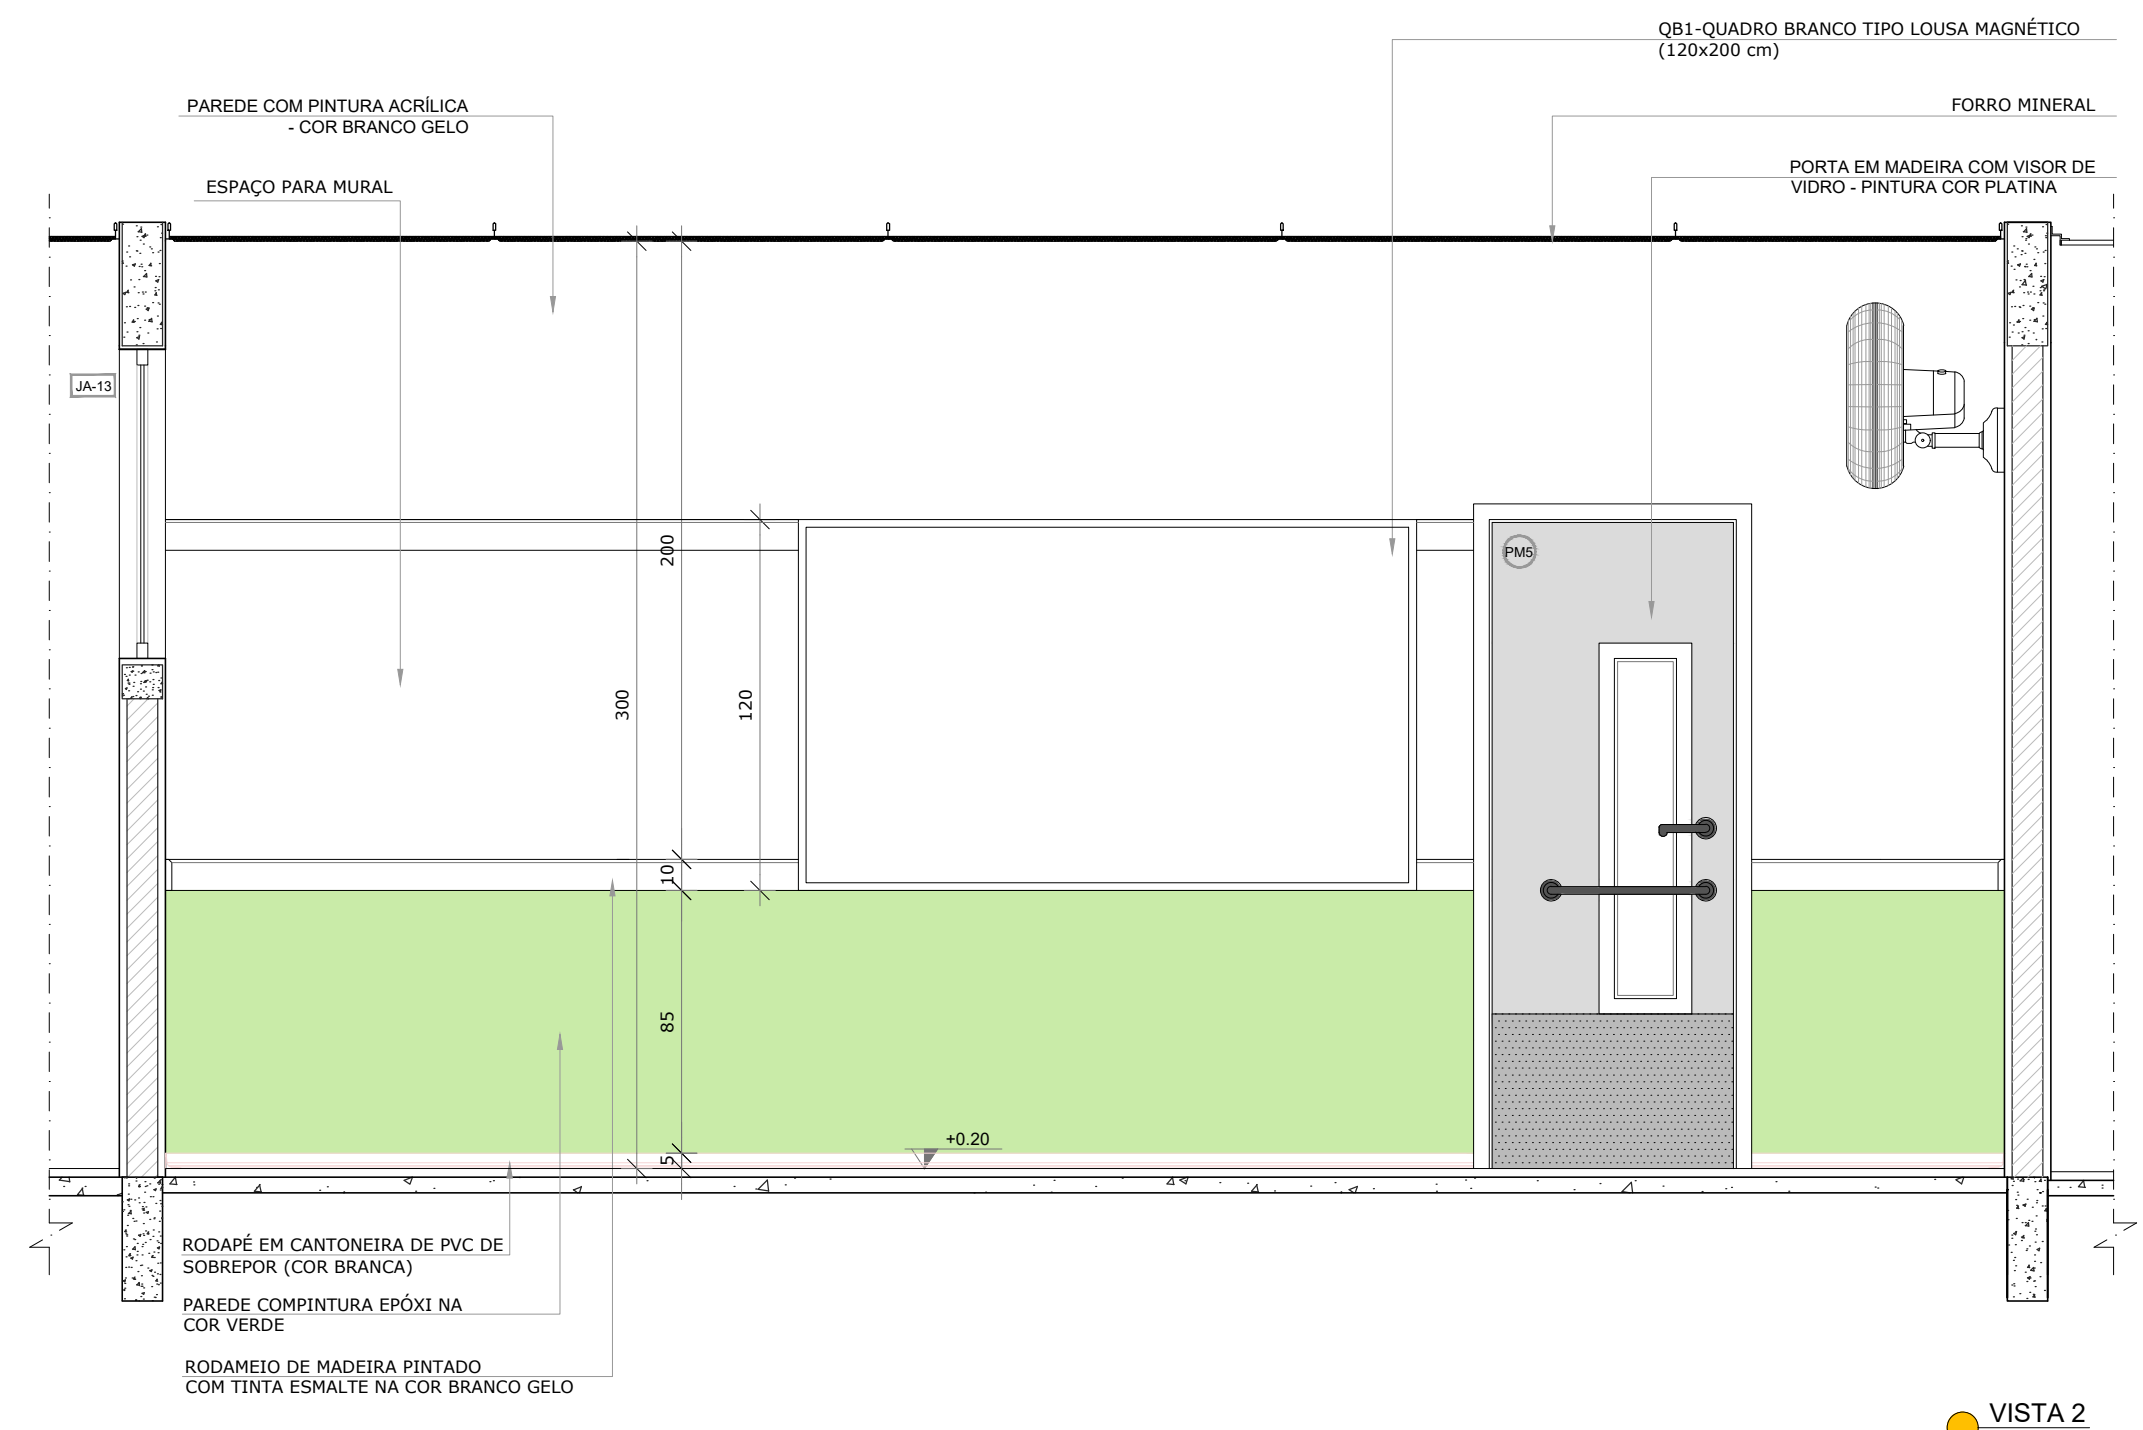 QB1-QUADRO BRANCO TIPO LOUSA MAGNÉTICO
(120x200 cm)
PAREDE COM PINTURA ACRÍLICA
- COR BRANCO GELO
FORRO MINERAL
ESPAÇO PARA MURAL
PORTA EM MADEIRA COM VISOR DE
VIDRO - PINTURA COR PLATINA
JA-13
PM5
200
300
120
10
85
5
+0.20
RODAPÉ EM CANTONEIRA DE PVC DE
SOBREPOR (COR BRANCA)
PAREDE COMPINTURA EPÓXI NA
COR VERDE
RODAMEIO DE MADEIRA PINTADO
COM TINTA ESMALTE NA COR BRANCO GELO
VISTA 2